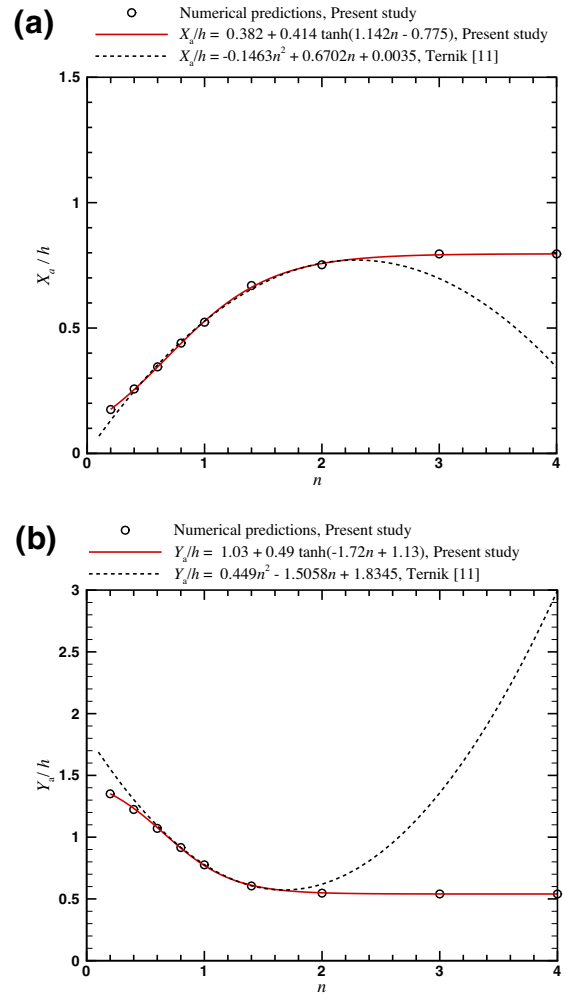 (a)
Numerical predictions, Present study
Xa/h = 0.382 + 0.414 tanh(1.142n - 0.775), Present study
Xa/h =-0.1463n² + 0.6702n + 0.0035, Ternik [11]
1.5
1
0.5
0
Xa / h
0 1 2 3 4
n
(b)
Numerical predictions, Present study
Ya/h = 1.03 + 0.49 tanh(-1.72n + 1.13), Present study
Ya/h = 0.449n² - 1.5058n + 1.8345, Ternik [11]
3
2.5
2
1.5
1
0.5
0
Ya / h
0 1 2 3 4
n